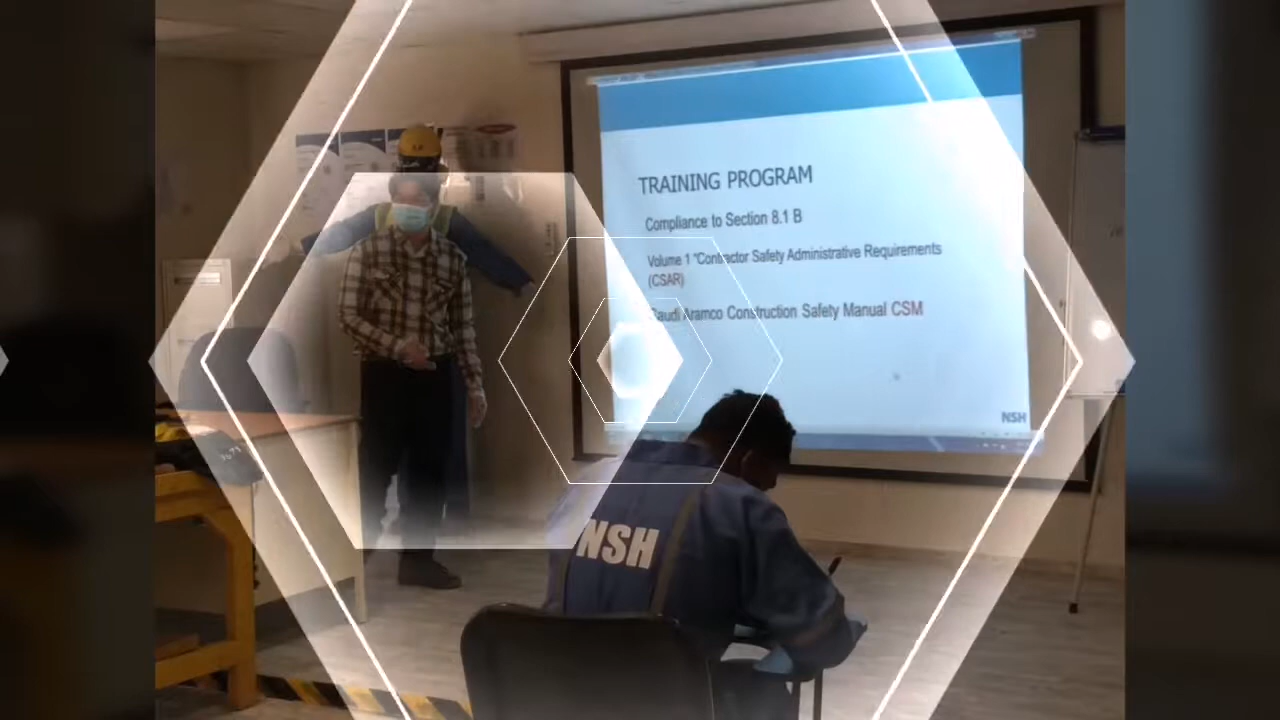 TRAINING PROGRAM
Compliance to Section 8.1 B
Volume 1 "Contractor Safety Administrative Requirements
(CSAR)
Saudi Aramco Construction Safety Manual CSM
NSH
NSH